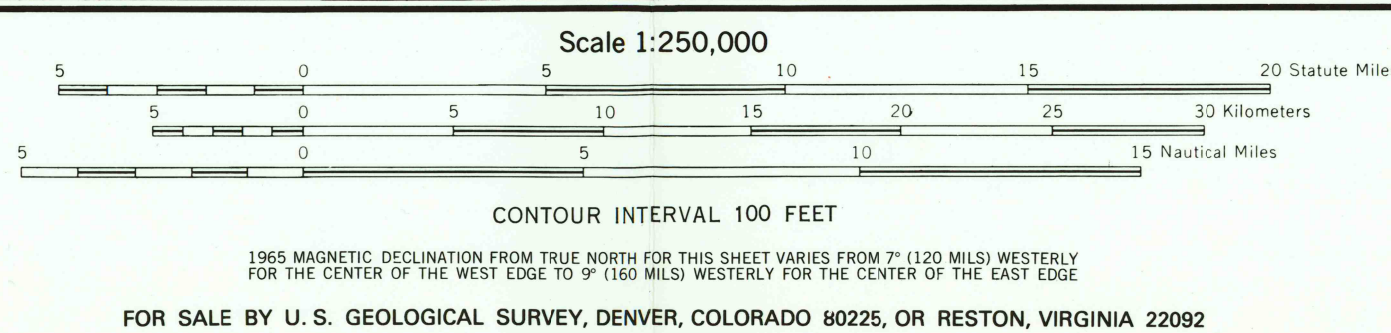 Scale 1:250,000
5 0 5 10 15 20 Statute Mile
5 0 5 10 15 20 25 30 Kilometers
5 0 5 10 15 Nautical Miles
CONTOUR INTERVAL 100 FEET
1965 MAGNETIC DECLINATION FROM TRUE NORTH FOR THIS SHEET VARIES FROM 7° (120 MILS) WESTERLY
FOR THE CENTER OF THE WEST EDGE TO 9° (160 MILS) WESTERLY FOR THE CENTER OF THE EAST EDGE
FOR SALE BY U. S. GEOLOGICAL SURVEY, DENVER, COLORADO 80225, OR RESTON, VIRGINIA 22092